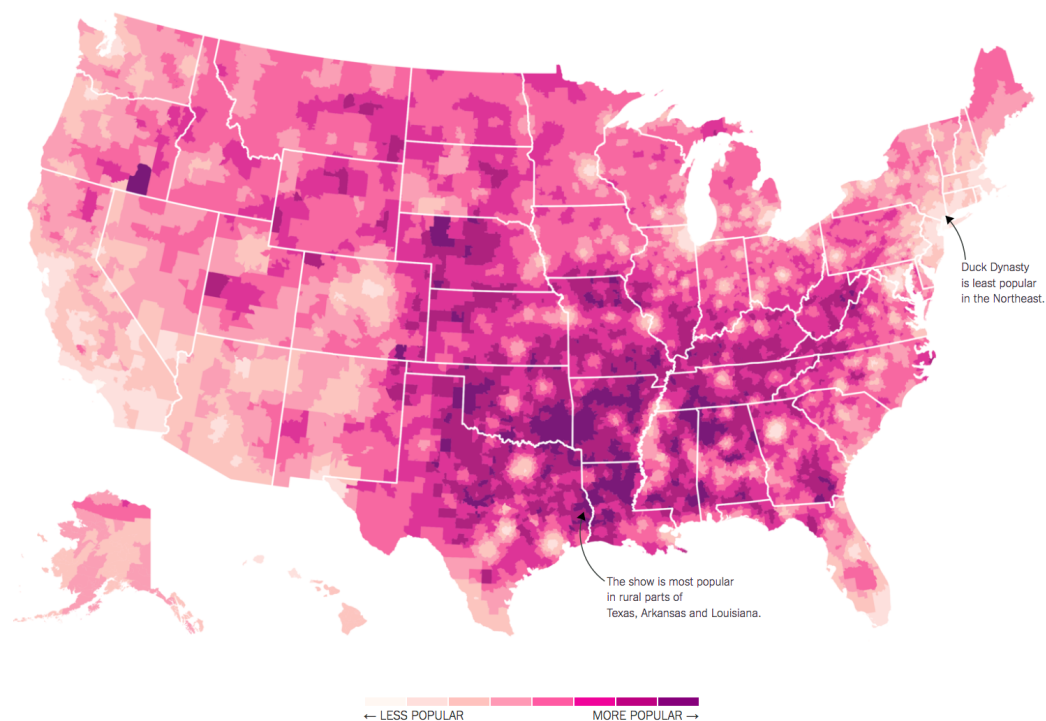 Duck Dynasty
is least popular
in the Northeast.
The show is most popular
in rural parts of
Texas, Arkansas and Louisiana.
← LESS POPULAR
MORE POPULAR →